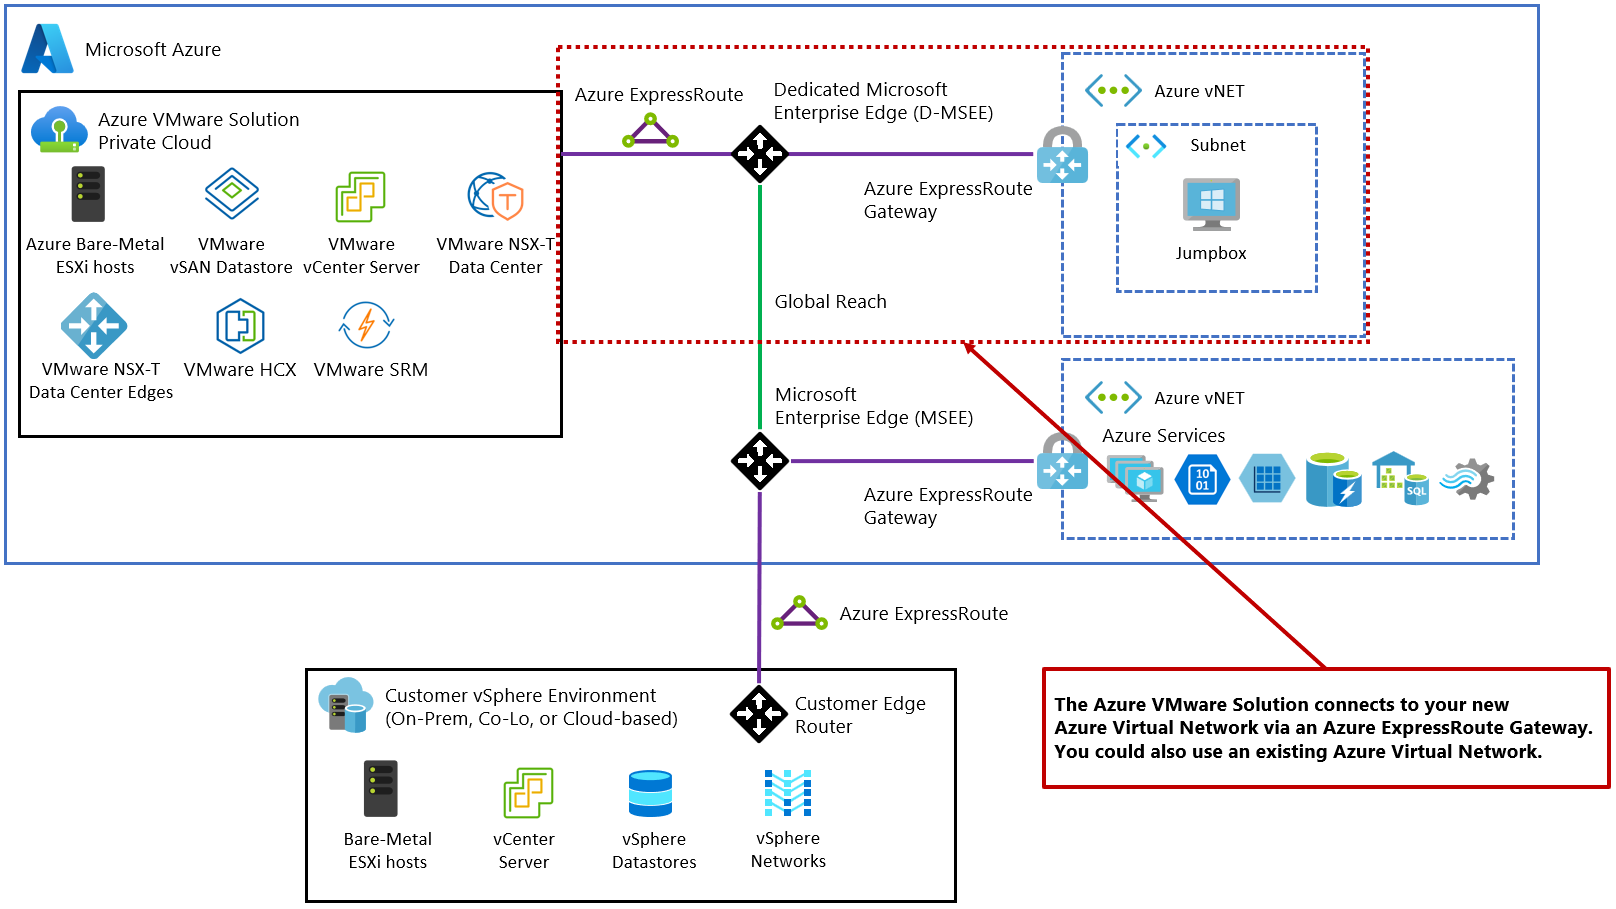 Microsoft Azure
Azure VMware Solution
Private Cloud
Azure Bare-Metal
ESXi hosts
VMware
vSAN Datastore
VMware
vCenter Server
VMware NSX-T
Data Center
T
VMware NSX-T
Data Center Edges
VMware HCX
VMware SRM
Azure ExpressRoute
Dedicated Microsoft
Enterprise Edge (D-MSEE)
Azure ExpressRoute
Gateway
Azure vNET
Subnet
Jumpbox
Global Reach
Microsoft
Enterprise Edge (MSEE)
Azure ExpressRoute
Gateway
Azure vNET
Azure Services
10
01
SQL
Azure ExpressRoute
Customer vSphere Environment
(On-Prem, Co-Lo, or Cloud-based)
Customer Edge
Router
Bare-Metal
ESXi hosts
vCenter
Server
vSphere
Datastores
vSphere
Networks
The Azure VMware Solution connects to your new
Azure Virtual Network via an Azure ExpressRoute Gateway.
You could also use an existing Azure Virtual Network.